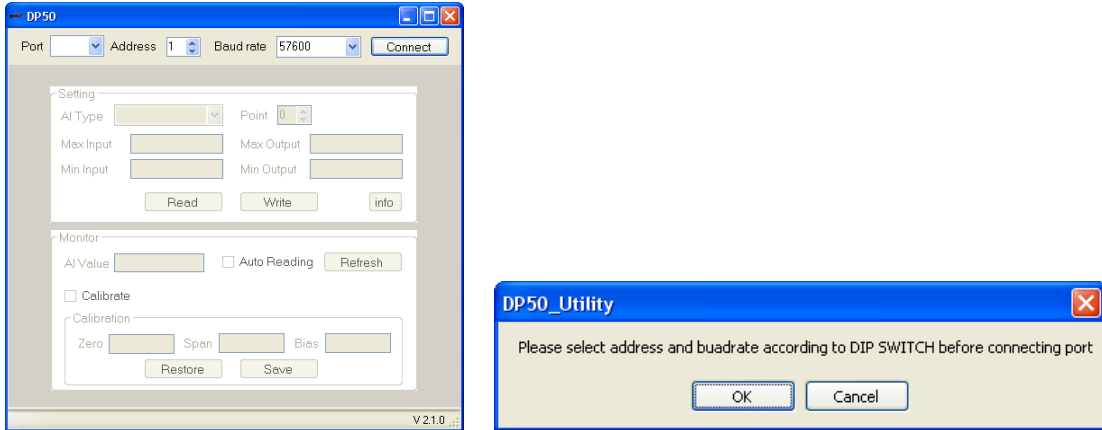 DP50
Port Address 1 Baud rate 57600 Connect
Setting
AI Type Point 0
Max Input Max Output
Min Input Min Output
Read Write info
Monitor
AI Value Auto Reading Refresh
Calibrate
Calibration
Zero Span Bias
Restore Save
V 2.1.0
DP50_Utility
Please select address and buadrate according to DIP SWITCH before connecting port
OK Cancel